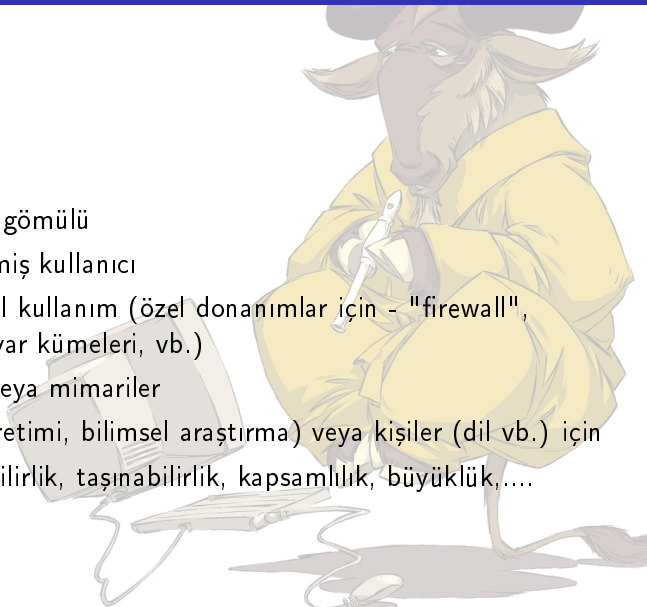 gömülü
miş kullanıcı
l kullanım (özel donanımlar için - "firewall",
var kümeleri, vb.)
eya mimariler
retimi, bilimsel araştırma) veya kişiler (dil vb.) için
ilirlik, taşınabilirlik, kapsamlılık, büyüklük,....